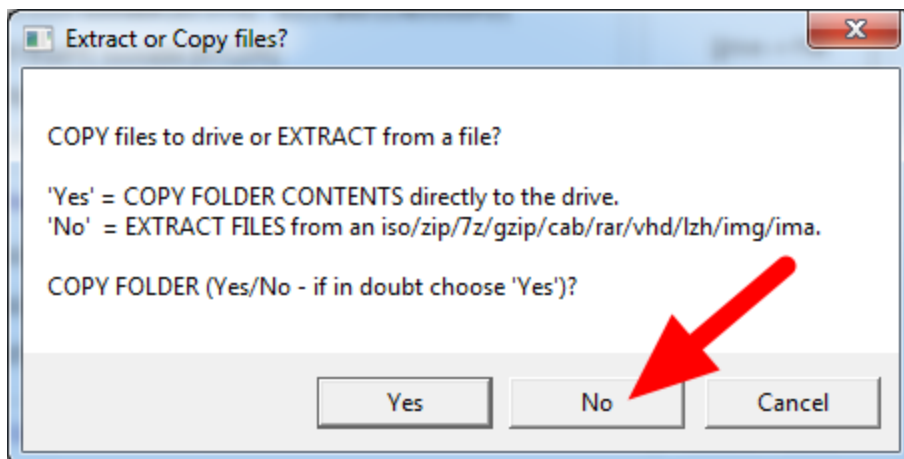 Extract or Copy files?
COPY files to drive or EXTRACT from a file?
'Yes' = COPY FOLDER CONTENTS directly to the drive.
'No' = EXTRACT FILES from an iso/zip/7z/gzip/cab/rar/vhd/lzh/img/ima.
COPY FOLDER (Yes/No - if in doubt choose 'Yes')?
Yes No Cancel